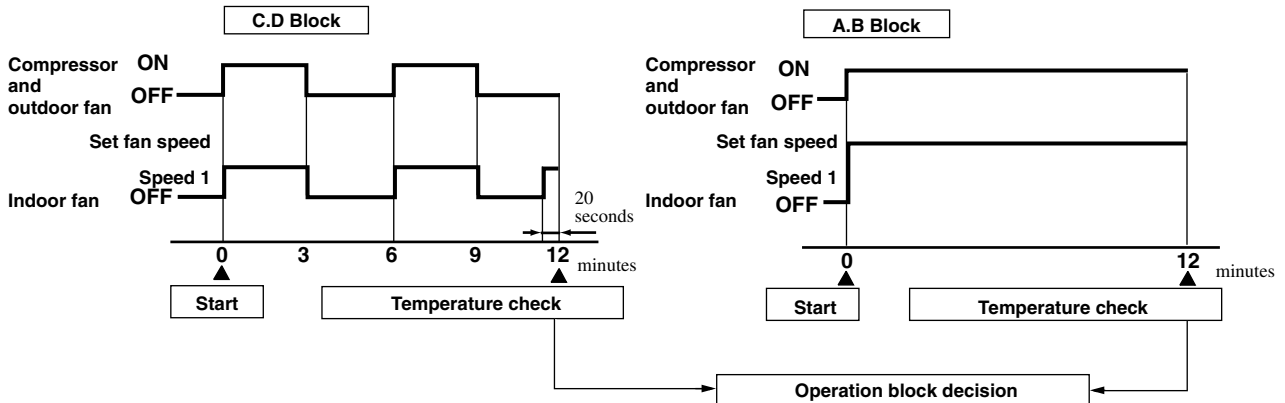 C.D Block
Compressor
and
outdoor fan
ON
OFF
Set fan speed
Speed 1
Indoor fan
OFF
20
seconds
0 3 6 9 12 minutes
Start
Temperature check
A.B Block
Compressor
and
outdoor fan
ON
OFF
Set fan speed
Speed 1
Indoor fan
OFF
0 12 minutes
Start
Temperature check
Operation block decision